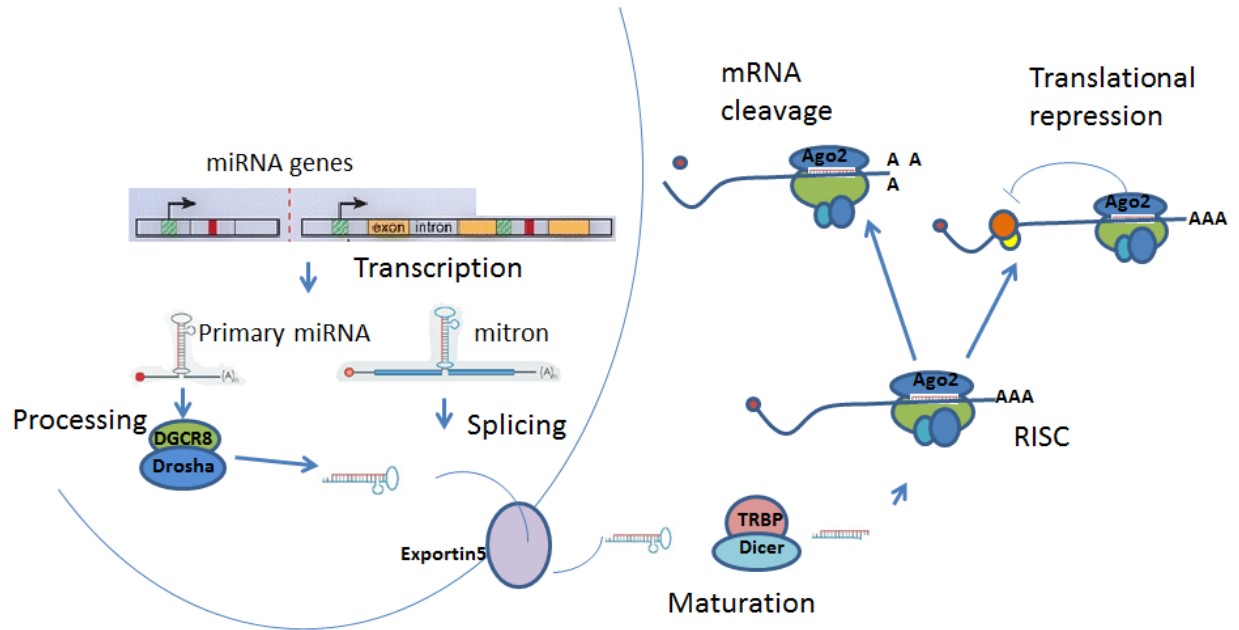 miRNA genes
exon intron
Transcription
Primary miRNA
(A)n
mitron
(A)n
Processing
DGCR8
Drosha
Splicing
Exportin5
TRBP
Dicer
Maturation
mRNA
cleavage
Ago2
A A
A
Translational
repression
Ago2
AAA
Ago2
AAA
RISC